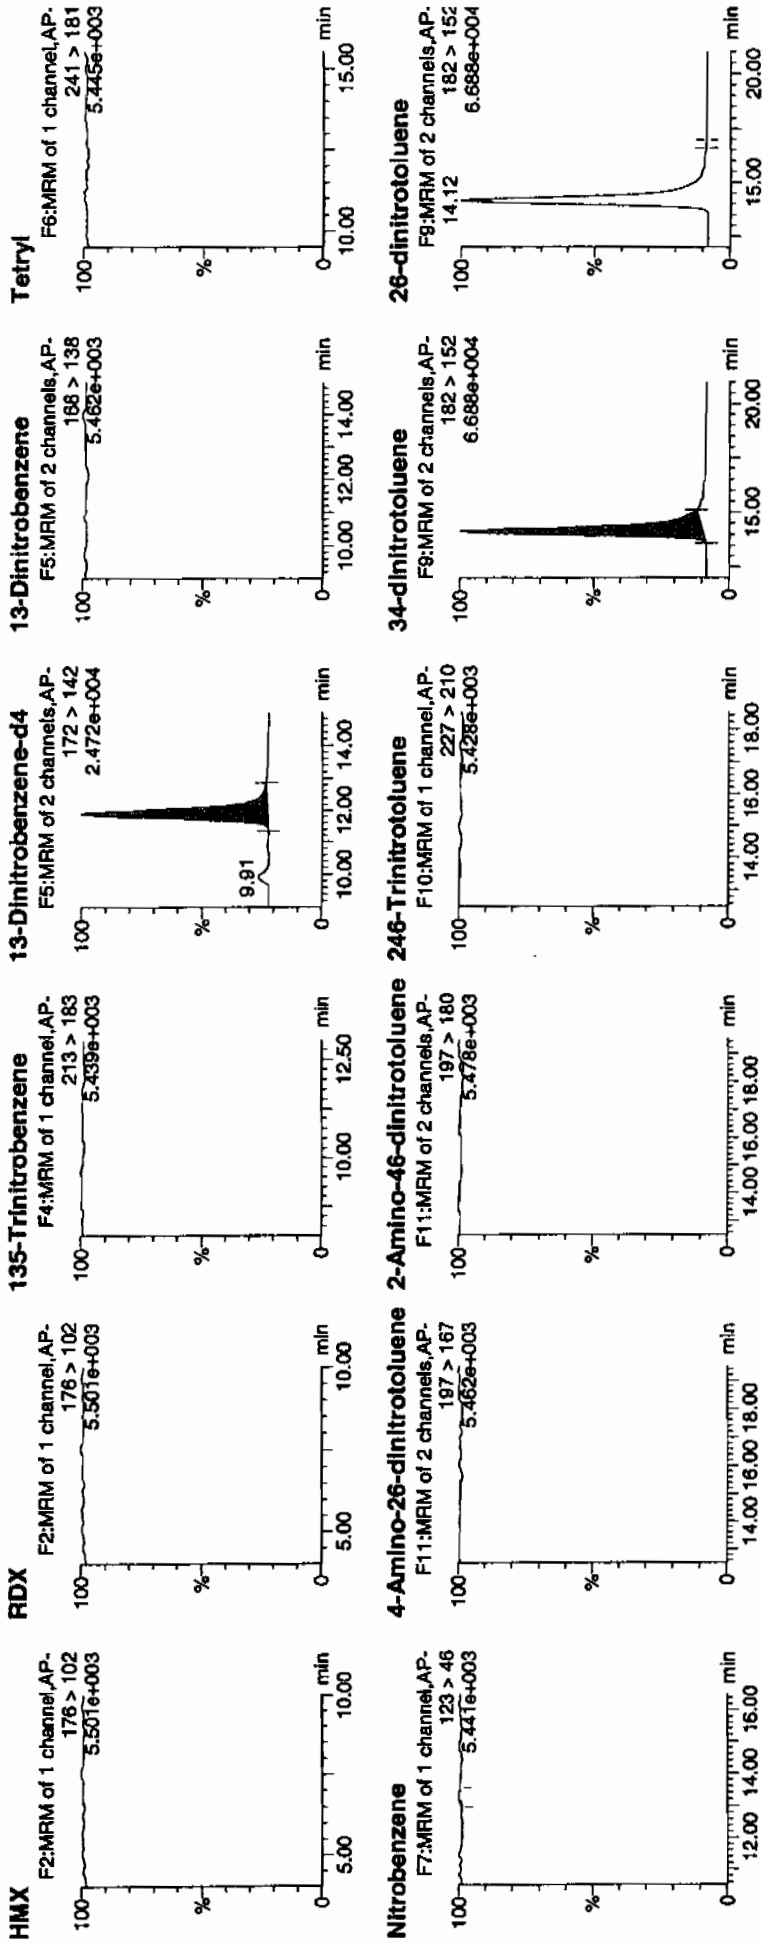 HMX
F2:MRM of 1 channel,AP-
176 > 102
5.501e+003
100
%
0
5.00
10.00
min
RDX
F2:MRM of 1 channel,AP-
176 > 102
5.501e+003
100
%
0
5.00
10.00
min
135-Trinitrobenzene
F4:MRM of 1 channel,AP-
213 > 183
5.439e+003
100
%
0
10.00
12.50
min
13-Dinitrobenzene-d4
F5:MRM of 2 channels,AP-
172 > 142
2.472e+004
100
%
9.91
0
10.00
12.00
14.00
min
13-Dinitrobenzene
F5:MRM of 2 channels,AP-
168 > 138
5.462e+003
100
%
0
10.00
12.00
14.00
min
Tetryl
F6:MRM of 1 channel,AP-
241 > 181
5.445e+003
100
%
0
10.00
15.00
min
Nitrobenzene
F7:MRM of 1 channel,AP-
123 > 46
5.441e+003
100
%
0
12.00
14.00
16.00
min
4-Amino-26-dinitrotoluene
F11:MRM of 2 channels,AP-
197 > 167
5.462e+003
100
%
0
14.00
16.00
18.00
min
2-Amino-46-dinitrotoluene
F11:MRM of 2 channels,AP-
197 > 180
5.478e+003
100
%
0
14.00
16.00
18.00
min
246-Trinitrotoluene
F10:MRM of 1 channel,AP-
227 > 210
5.428e+003
100
%
0
14.00
16.00
18.00
min
34-dinitrotoluene
F9:MRM of 2 channels,AP-
182 > 152
6.688e+004
100
%
0
15.00
20.00
min
26-dinitrotoluene
F9:MRM of 2 channels,AP-
14.12
182 > 152
6.688e+004
100
%
0
15.00
20.00
min